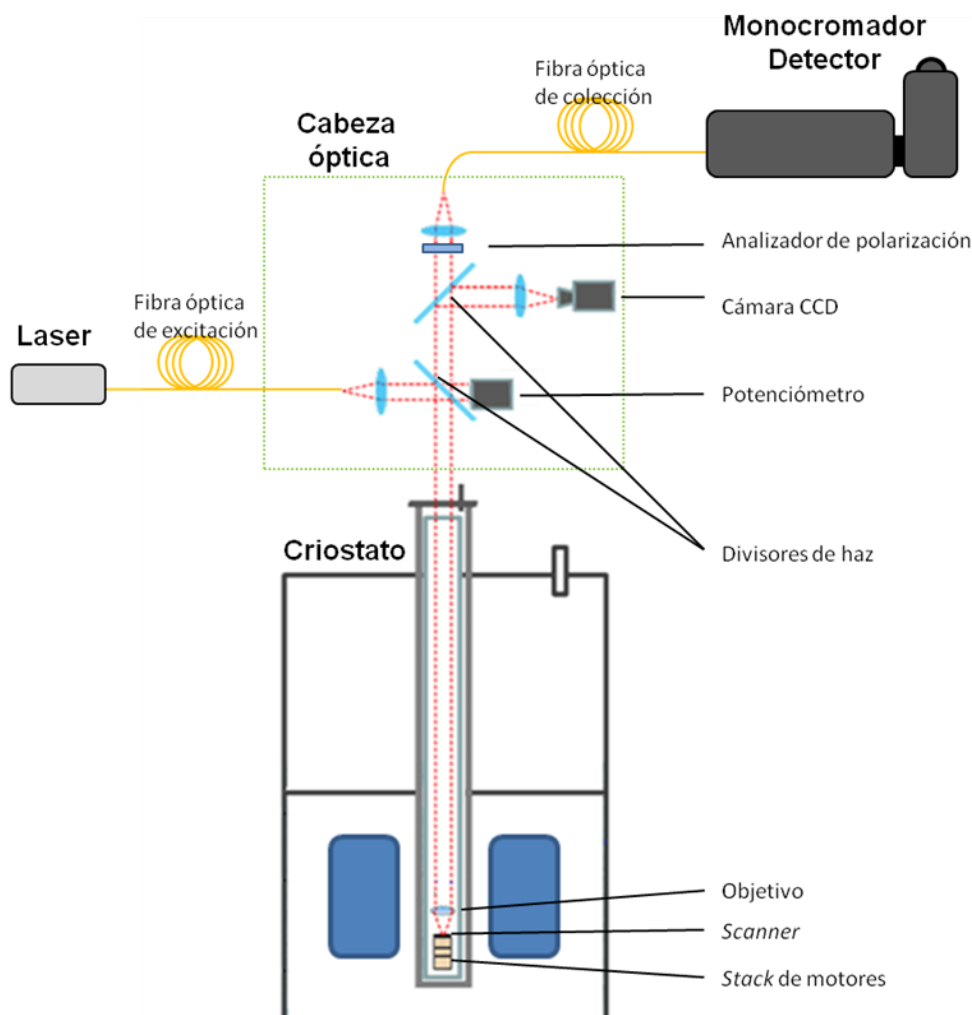 Monocromador
Detector
Fibra óptica
de colección
Cabeza
óptica
Analizador de polarización
Fibra óptica
de excitación
Cámara CCD
Laser
Potenciómetro
Divisores de haz
Criostato
Objetivo
Scanner
Stack de motores